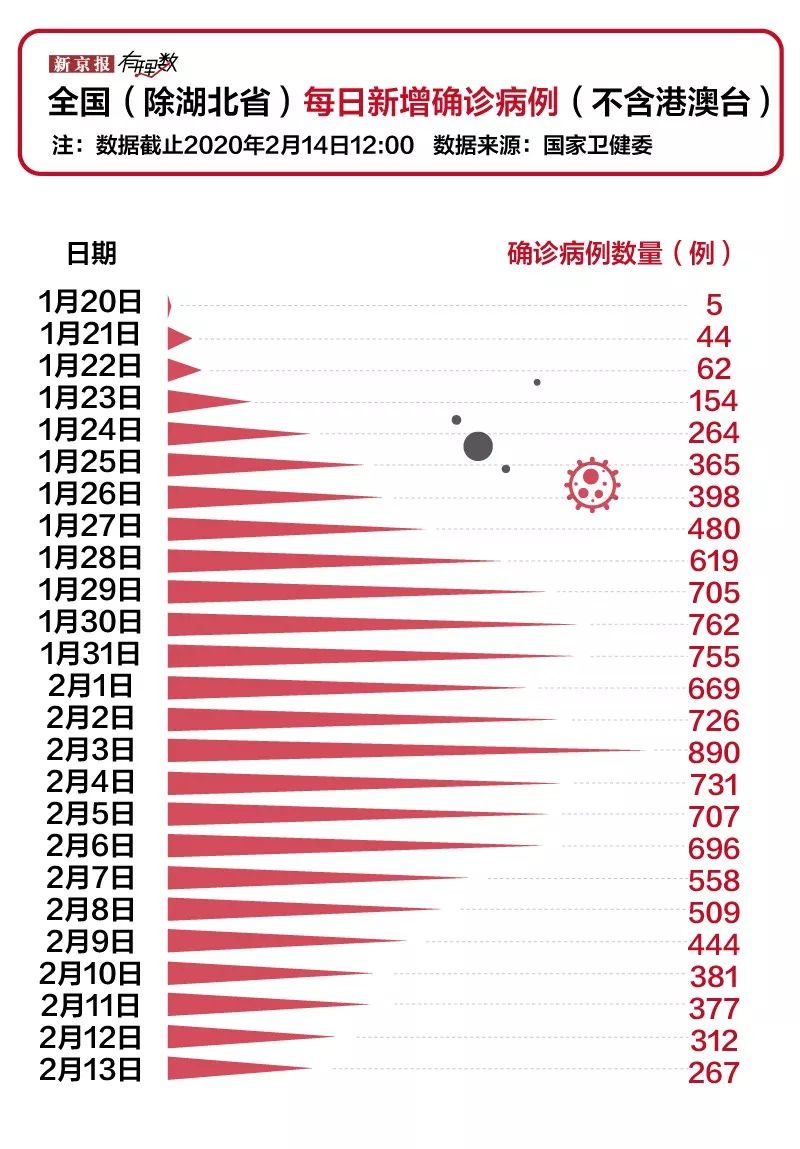 新京报 有理数
全国（除湖北省）每日新增确诊病例（不含港澳台）
注：数据截止2020年2月14日12:00 数据来源：国家卫健委
日期 确诊病例数量（例）
1月20日 5
1月21日 44
1月22日 62
1月23日 154
1月24日 264
1月25日 365
1月26日 398
1月27日 480
1月28日 619
1月29日 705
1月30日 762
1月31日 755
2月1日 669
2月2日 726
2月3日 890
2月4日 731
2月5日 707
2月6日 696
2月7日 558
2月8日 509
2月9日 444
2月10日 381
2月11日 377
2月12日 312
2月13日 267